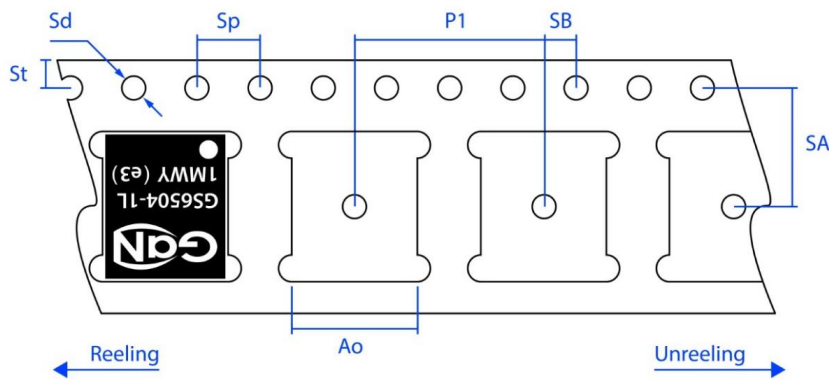 Sd
Sp
P1
SB
St
SA
GaN
GS6504-1L
1MWY (e3)
Ao
Reeling
Unreeling